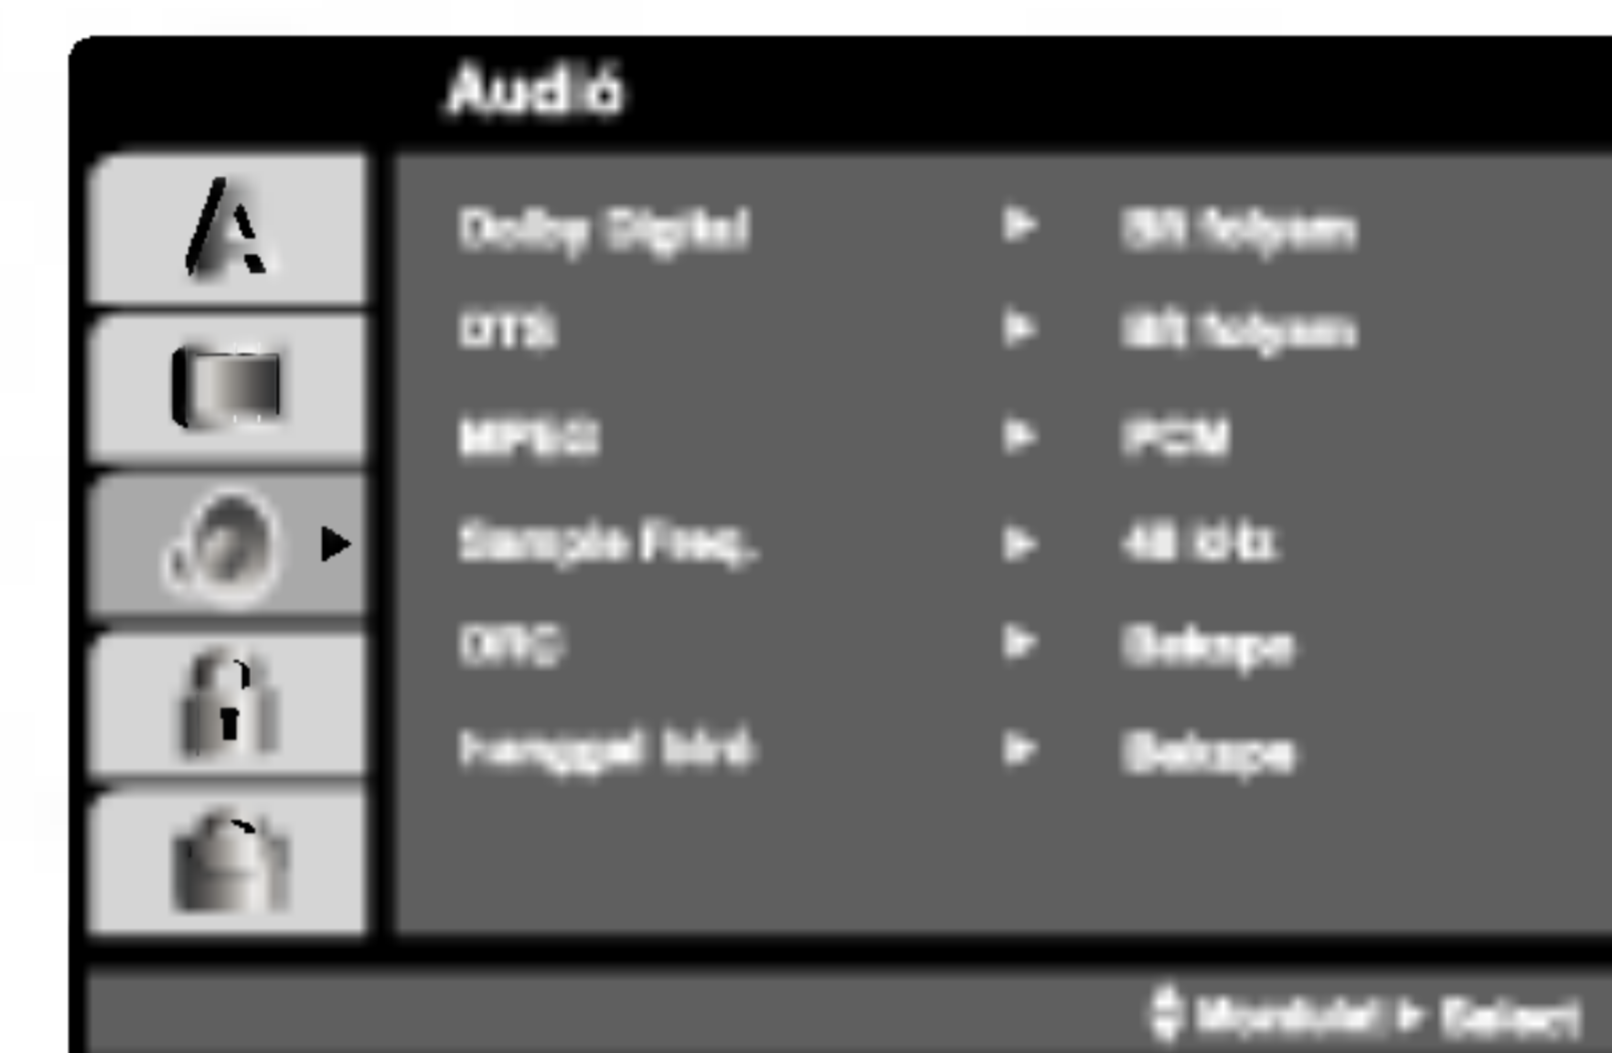 Audió
Dolby Digital ▶ Bit folyam
DTS ▶ Bit folyam
MPEG ▶ PCM
Sample Freq. ▶ 48 kHz
DRC ▶ Bekapc
▶ Bekapc
▶ Select